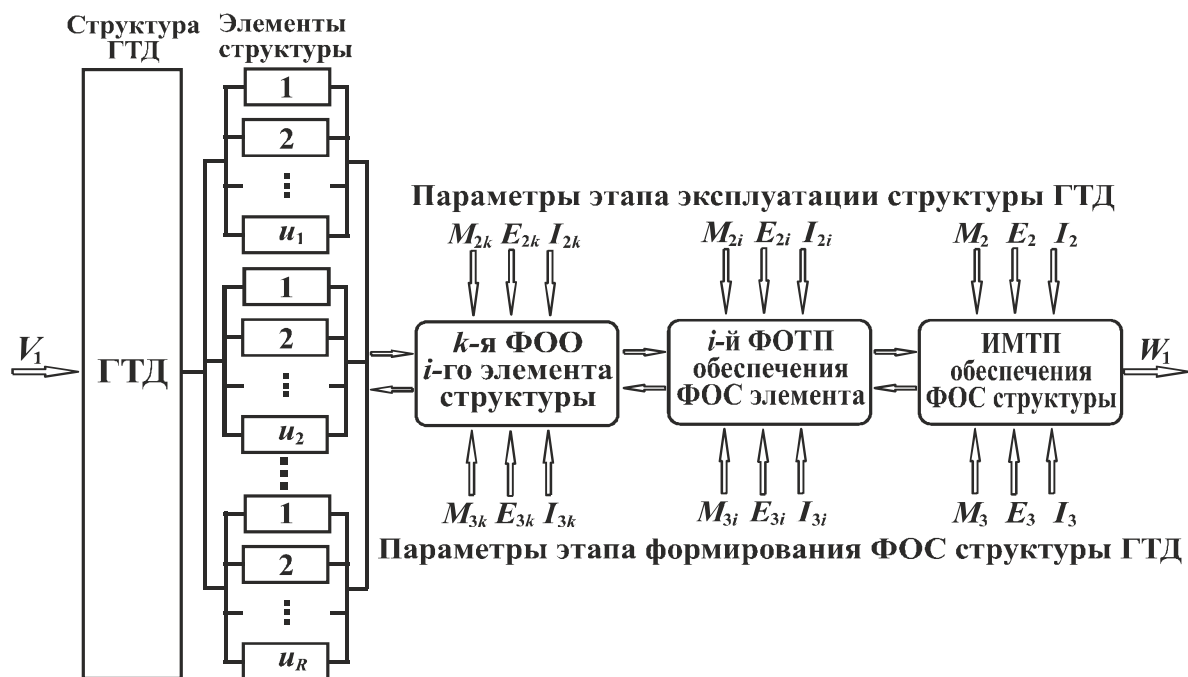 Структура
ГТД
Элементы
структуры
1
2
u1
1
2
u2
1
2
uR
V1
ГТД
Параметры этапа эксплуатации структуры ГТД
M2k E2k I2k
M2i E2i I2i
M2 E2 I2
k-я ФОО
i-го элемента
структуры
i-й ФОТП
обеспечения
ФОС элемента
ИМТП
обеспечения
ФОС структуры
W1
M3k E3k I3k
M3i E3i I3i
M3 E3 I3
Параметры этапа формирования ФОС структуры ГТД